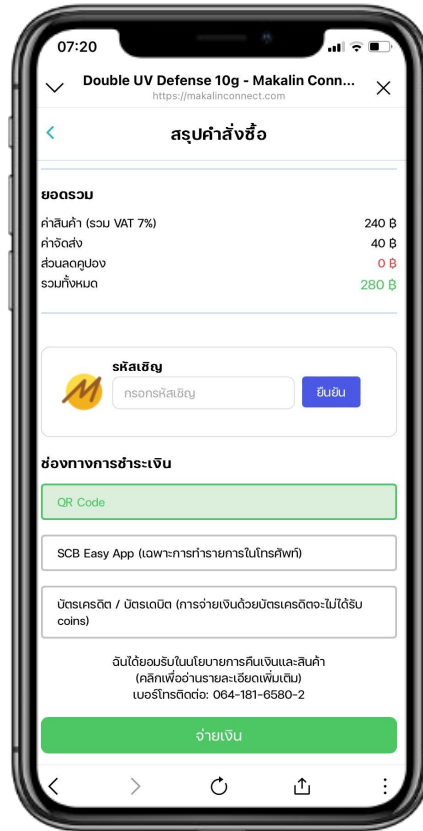 07:20
Double UV Defense 10g - Makalin Conn...
https://makalinconnect.com
สรุปคำสั่งซื้อ
ยอดรวม
ค่าสินค้า (รวม VAT 7%) 240 ฿
ค่าจัดส่ง 40 ฿
ส่วนลดคูปอง 0 ฿
รวมทั้งหมด 280 ฿
รหัสเชิญ
กรอกรหัสเชิญ ยืนยัน
ช่องทางการชำระเงิน
QR Code
SCB Easy App (เฉพาะการทำรายการในโทรศัพท์)
บัตรเครดิต / บัตรเดบิต (การจ่ายเงินด้วยบัตรเครดิตจะไม่ได้รับ
coins)
ฉันได้ยอมรับในนโยบายการคืนเงินและสินค้า
(คลิกเพื่ออ่านรายละเอียดเพิ่มเติม)
เบอร์โทรติดต่อ: 064-181-6580-2
จ่ายเงิน